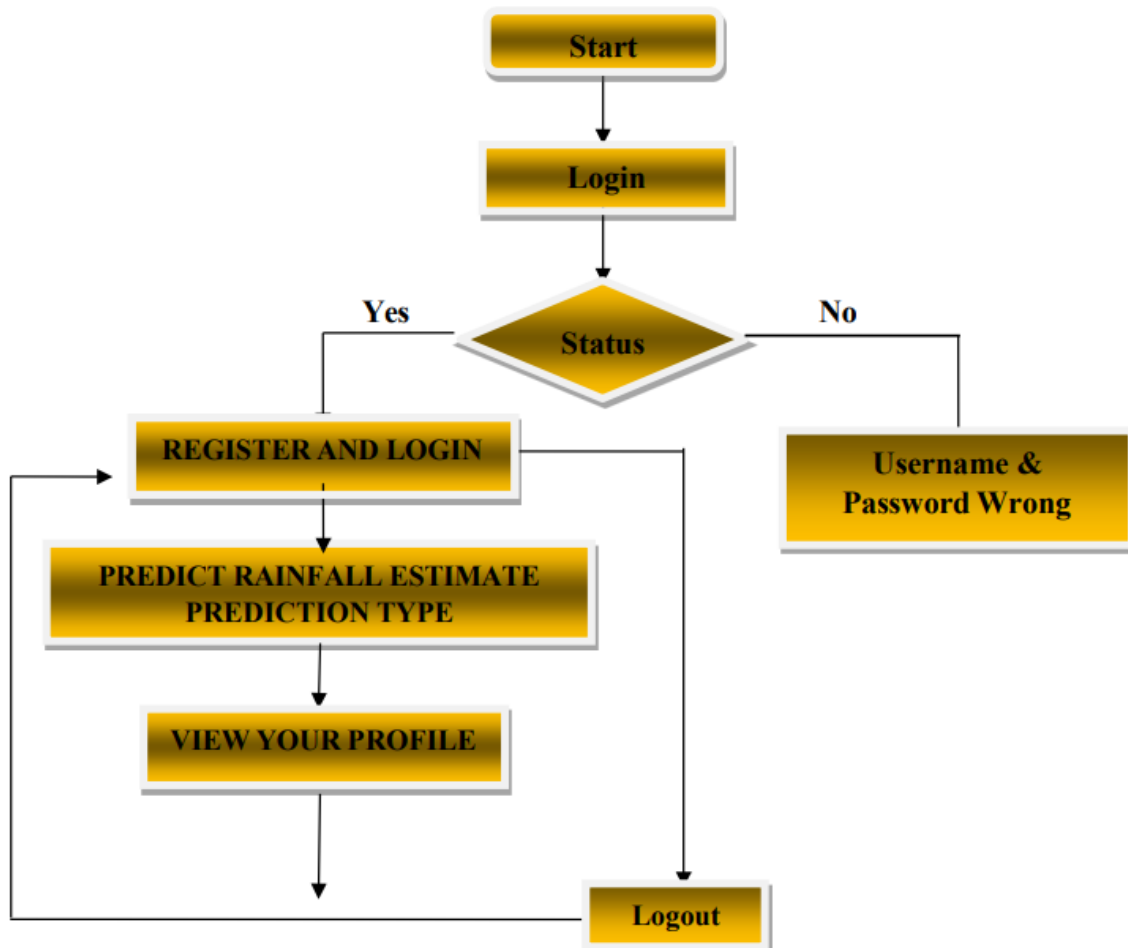 Start
Login
Yes
No
Status
REGISTER AND LOGIN
Username &
Password Wrong
PREDICT RAINFALL ESTIMATE
PREDICTION TYPE
VIEW YOUR PROFILE
Logout